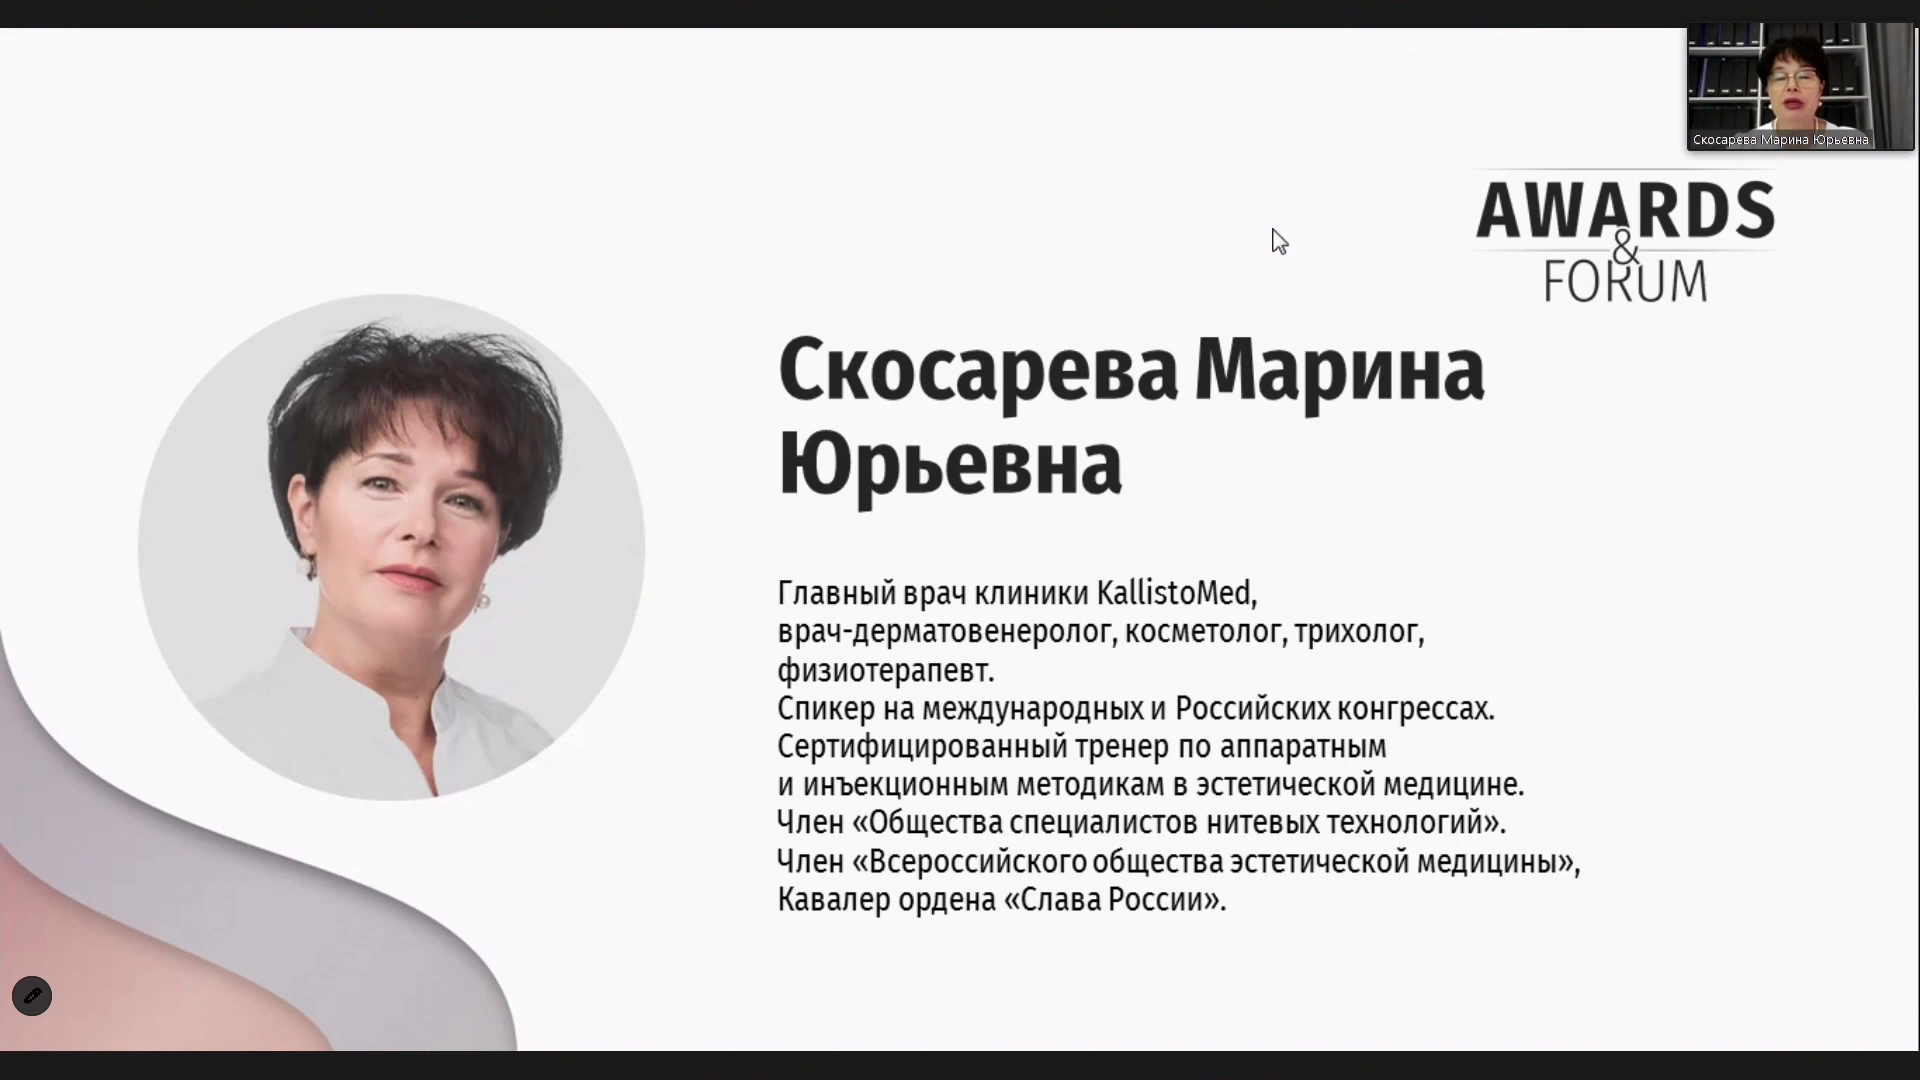 Скосарева Марина Юрьевна
AWARDS
&
FORUM
Скосарева Марина
Юрьевна
Главный врач клиники KallistoMed,
врач-дерматовенеролог, косметолог, трихолог,
физиотерапевт.
Спикер на международных и Российских конгрессах.
Сертифицированный тренер по аппаратным
и инъекционным методикам в эстетической медицине.
Член «Общества специалистов нитевых технологий».
Член «Всероссийского общества эстетической медицины»,
Кавалер ордена «Слава России».